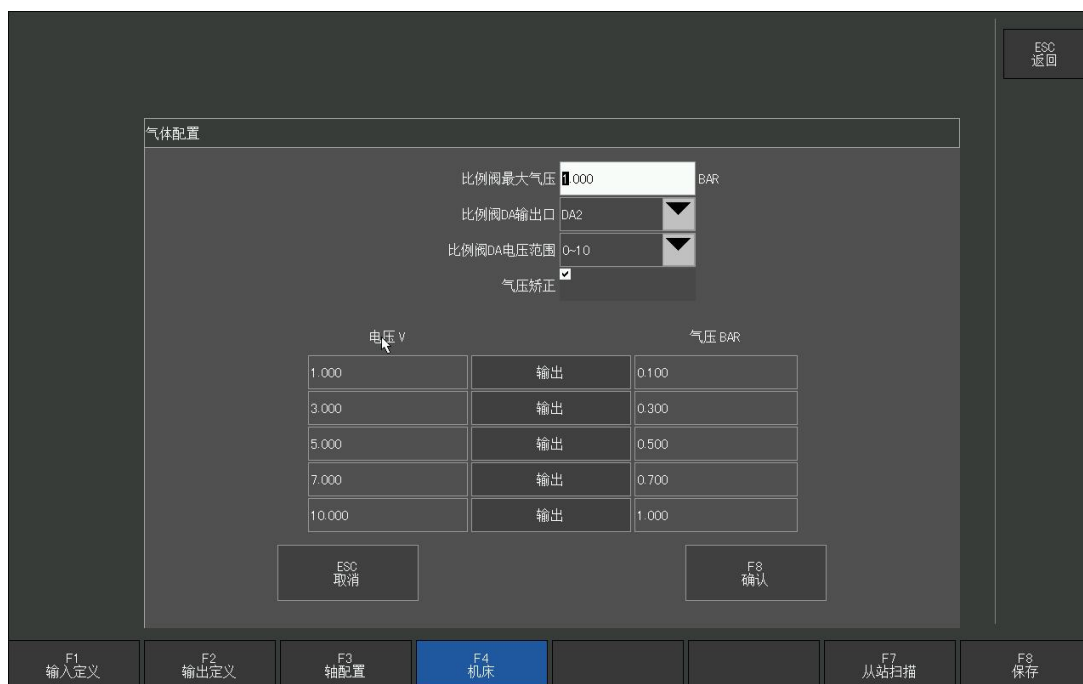 ESC
返回
气体配置
比例阀最大气压 1.000 BAR
比例阀DA输出口 DA2
比例阀DA电压范围 0~10
气压矫正
电压 V 气压 BAR
1.000 输出 0.100
3.000 输出 0.300
5.000 输出 0.500
7.000 输出 0.700
10.000 输出 1.000
ESC F8
取消 确认
F1 F2 F3 F4 F7 F8
输入定义 输出定义 轴配置 机床 从站扫描 保存